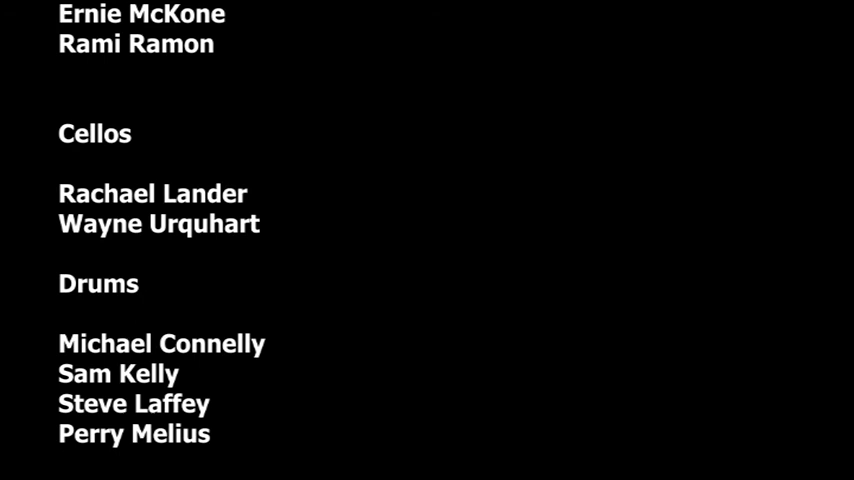 Ernie McKone
Rami Ramon
Cellos
Rachael Lander
Wayne Urquhart
Drums
Michael Connelly
Sam Kelly
Steve Laffey
Perry Melius